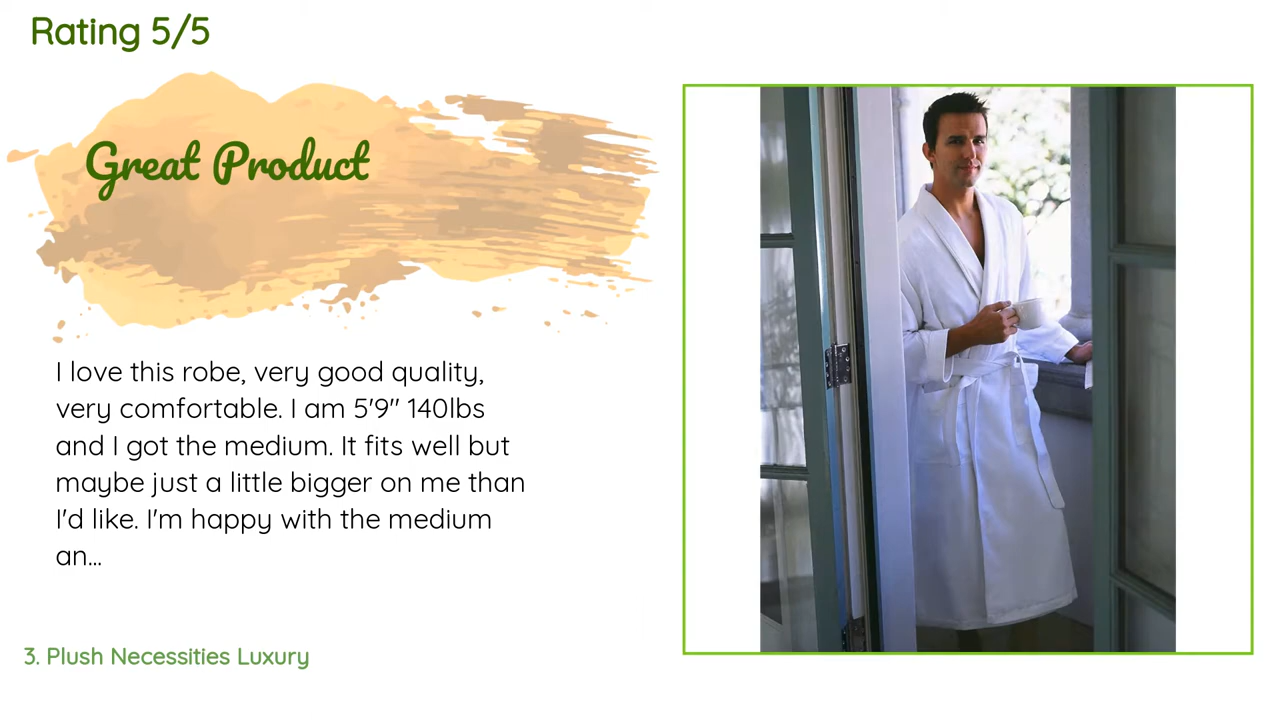 Rating 5/5
Great Product
I love this robe, very good quality,
very comfortable. I am 5'9" 140lbs
and I got the medium. It fits well but
maybe just a little bigger on me than
I'd like. I'm happy with the medium
an...
3. Plush Necessities Luxury